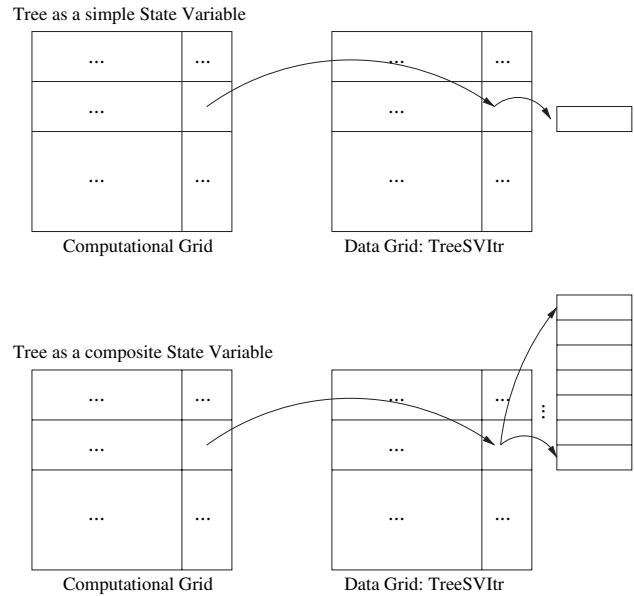 Tree as a simple State Variable
... ... ... ...
... ...
... ... ... ...
Computational Grid Data Grid: TreeSVItr
Tree as a composite State Variable
... ... ... ... ...
... ...
... ... ... ...
Computational Grid Data Grid: TreeSVItr